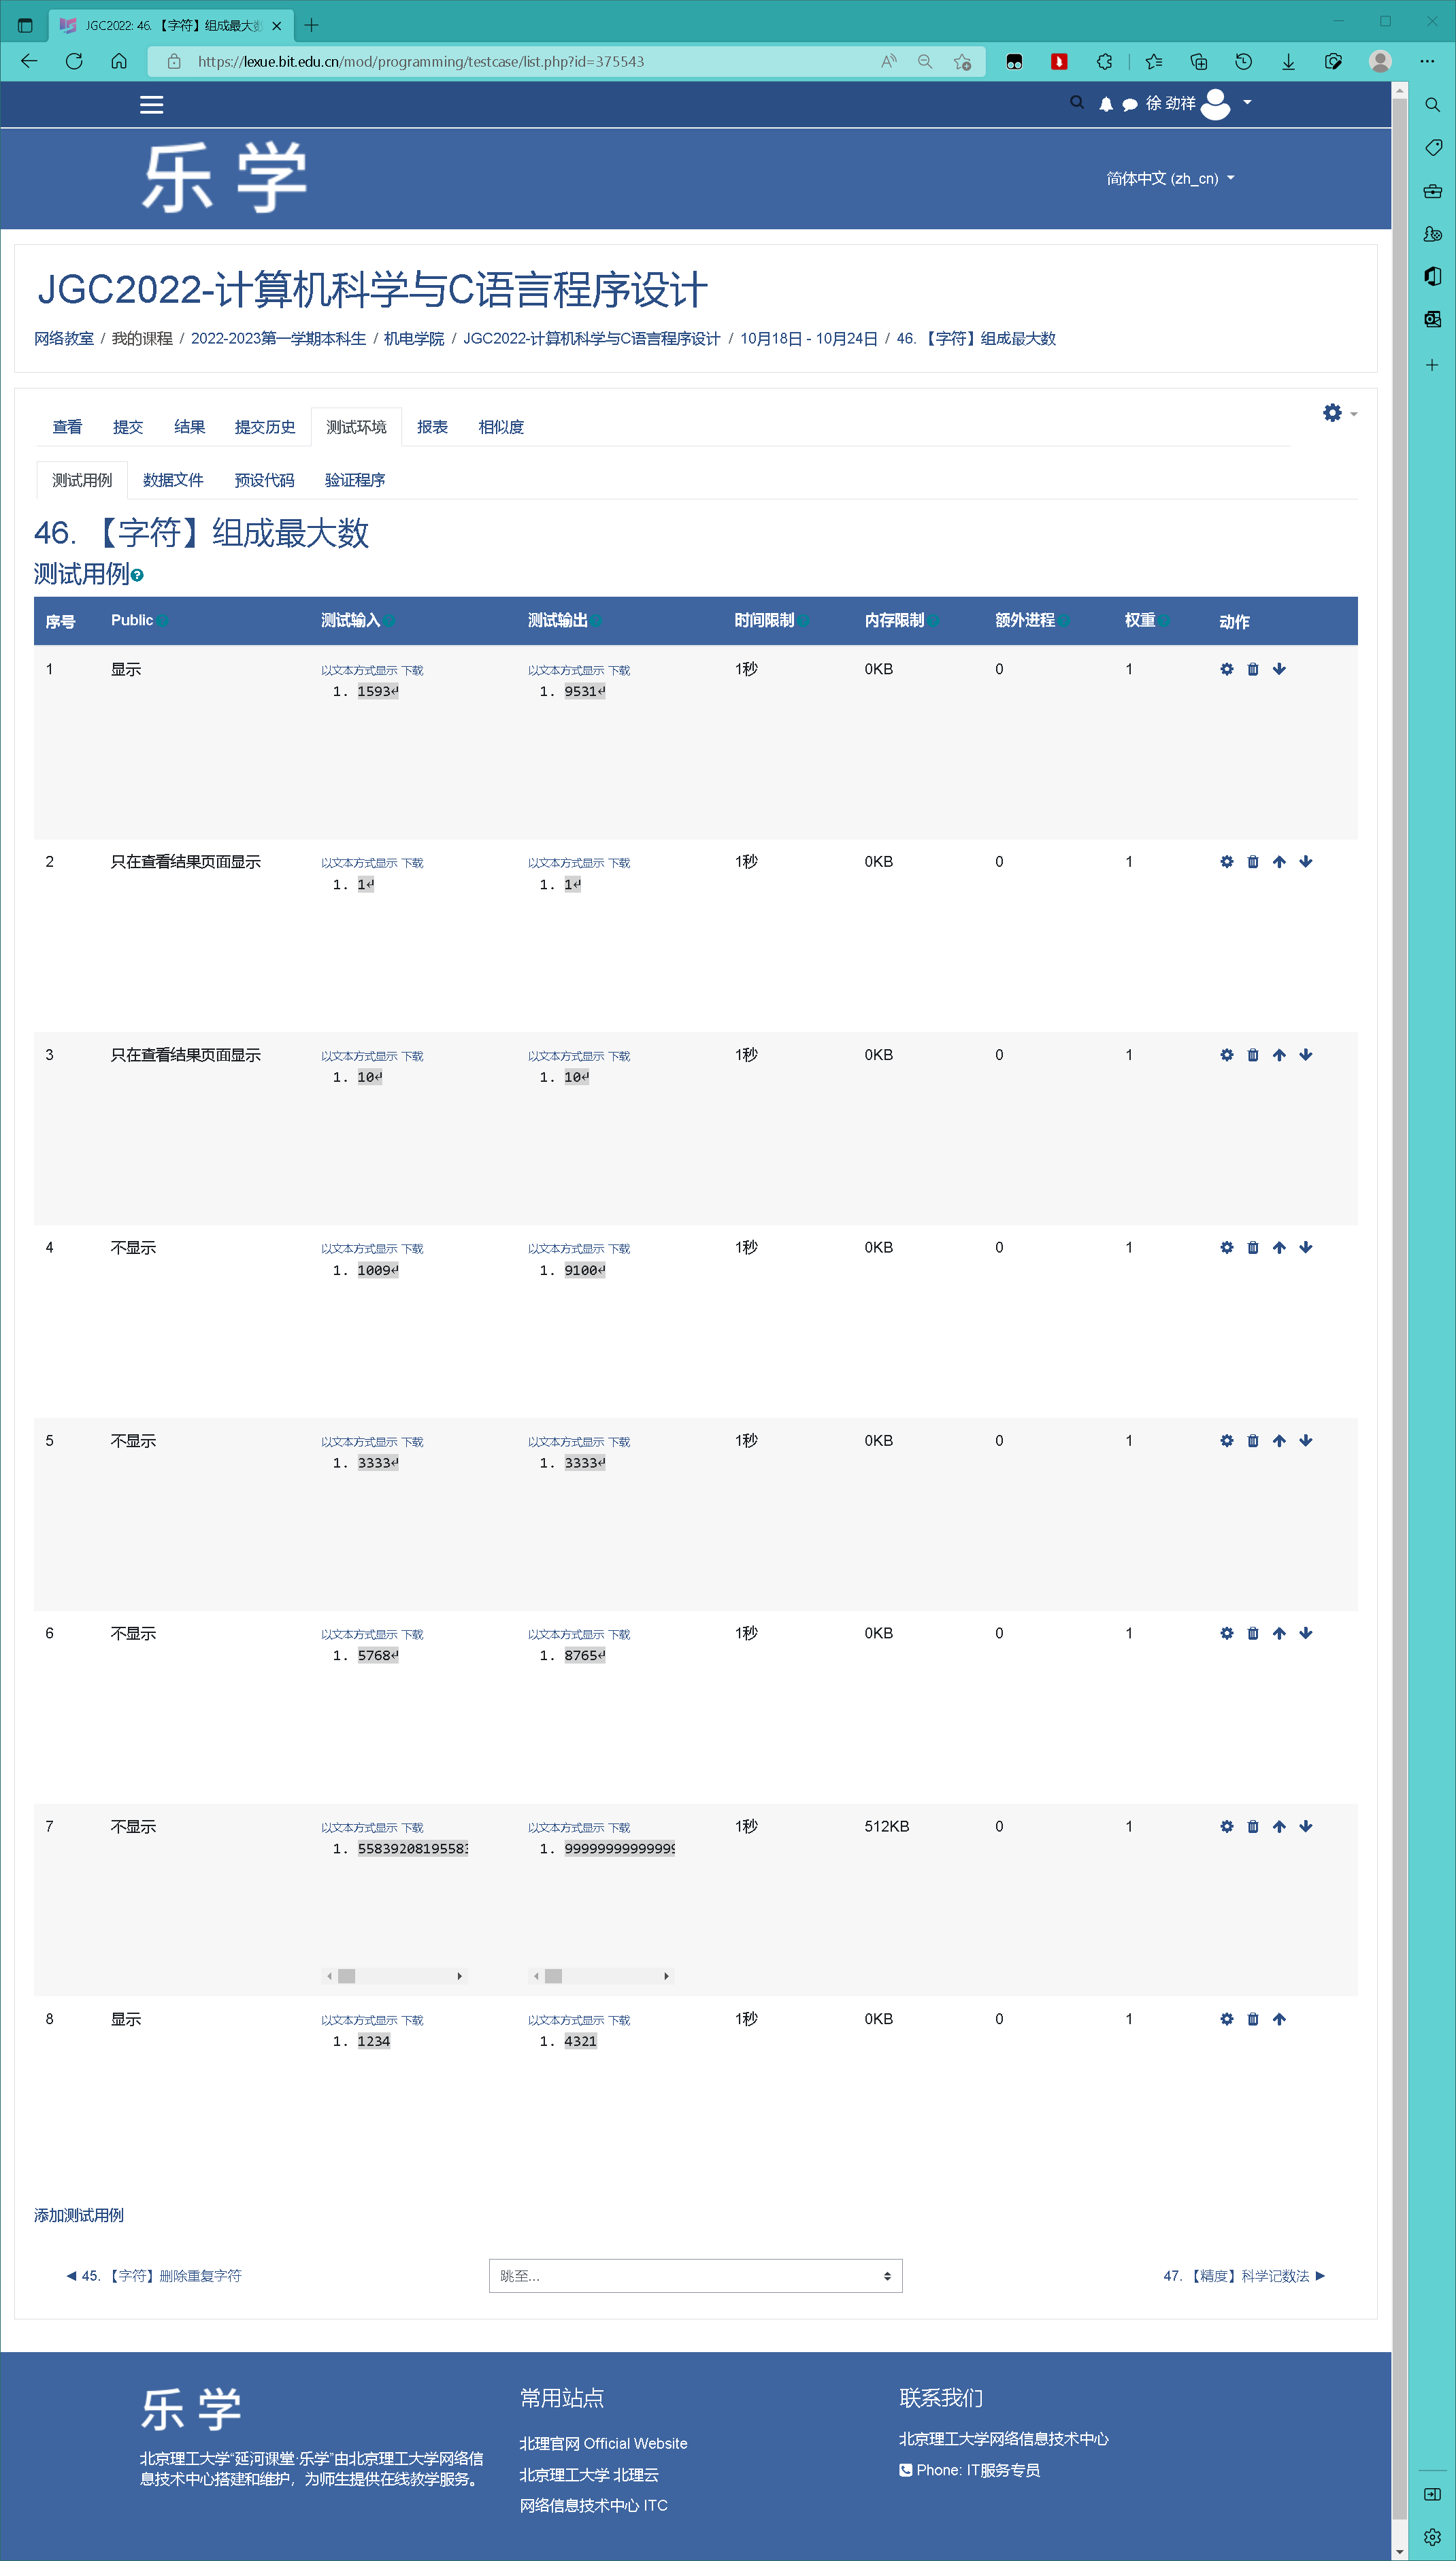 JGC2022: 46. 【字符】组成最大数
https://lexue.bit.edu.cn/mod/programming/testcase/list.php?id=375543
徐 劲祥
乐 学
简体中文 (zh_cn)
JGC2022-计算机科学与C语言程序设计
网络教室 / 我的课程 / 2022-2023第一学期本科生 / 机电学院 / JGC2022-计算机科学与C语言程序设计 / 10月18日 - 10月24日 / 46. 【字符】组成最大数
查看 提交 结果 提交历史 测试环境 报表 相似度
测试用例 数据文件 预设代码 验证程序
46. 【字符】组成最大数
测试用例
序号 Public 测试输入 测试输出 时间限制 内存限制 额外进程 权重 动作
1 显示 以文本方式显示 下载 以文本方式显示 下载 1秒 0KB 0 1
1. 1593↵ 1. 9531↵
2 只在查看结果页面显示 以文本方式显示 下载 以文本方式显示 下载 1秒 0KB 0 1
1. 1↵ 1. 1↵
3 只在查看结果页面显示 以文本方式显示 下载 以文本方式显示 下载 1秒 0KB 0 1
1. 10↵ 1. 10↵
4 不显示 以文本方式显示 下载 以文本方式显示 下载 1秒 0KB 0 1
1. 1009↵ 1. 9100↵
5 不显示 以文本方式显示 下载 以文本方式显示 下载 1秒 0KB 0 1
1. 3333↵ 1. 3333↵
6 不显示 以文本方式显示 下载 以文本方式显示 下载 1秒 0KB 0 1
1. 5768↵ 1. 8765↵
7 不显示 以文本方式显示 下载 以文本方式显示 下载 1秒 512KB 0 1
1. 5583920819558 1. 9999999999999
8 显示 以文本方式显示 下载 以文本方式显示 下载 1秒 0KB 0 1
1. 1234 1. 4321
添加测试用例
◀ 45. 【字符】删除重复字符 跳至... 47. 【精度】科学记数法 ▶
乐 学
北京理工大学“延河课堂·乐学”由北京理工大学网络信
息技术中心搭建和维护，为师生提供在线教学服务。
常用站点
北理官网 Official Website
北京理工大学 北理云
网络信息技术中心 ITC
联系我们
北京理工大学网络信息技术中心
Phone: IT服务专员